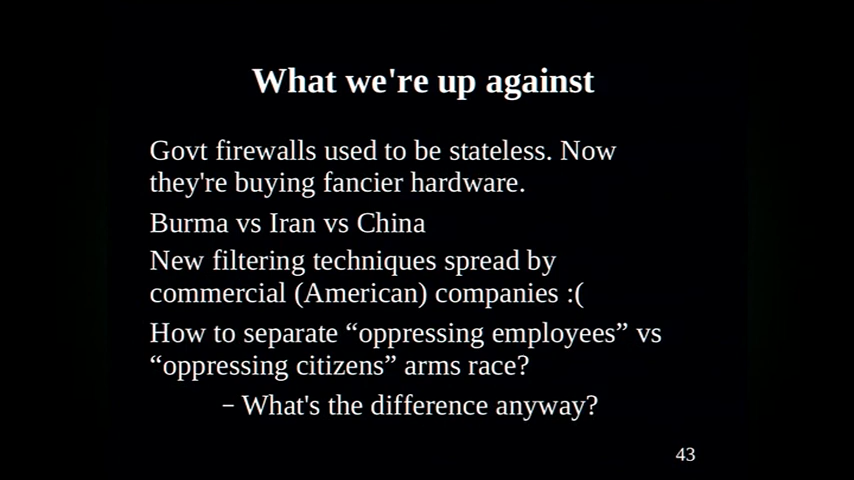 What we're up against
Govt firewalls used to be stateless. Now
they're buying fancier hardware.
Burma vs Iran vs China
New filtering techniques spread by
commercial (American) companies :(
How to separate “oppressing employees” vs
“oppressing citizens” arms race?
– What's the difference anyway?
43